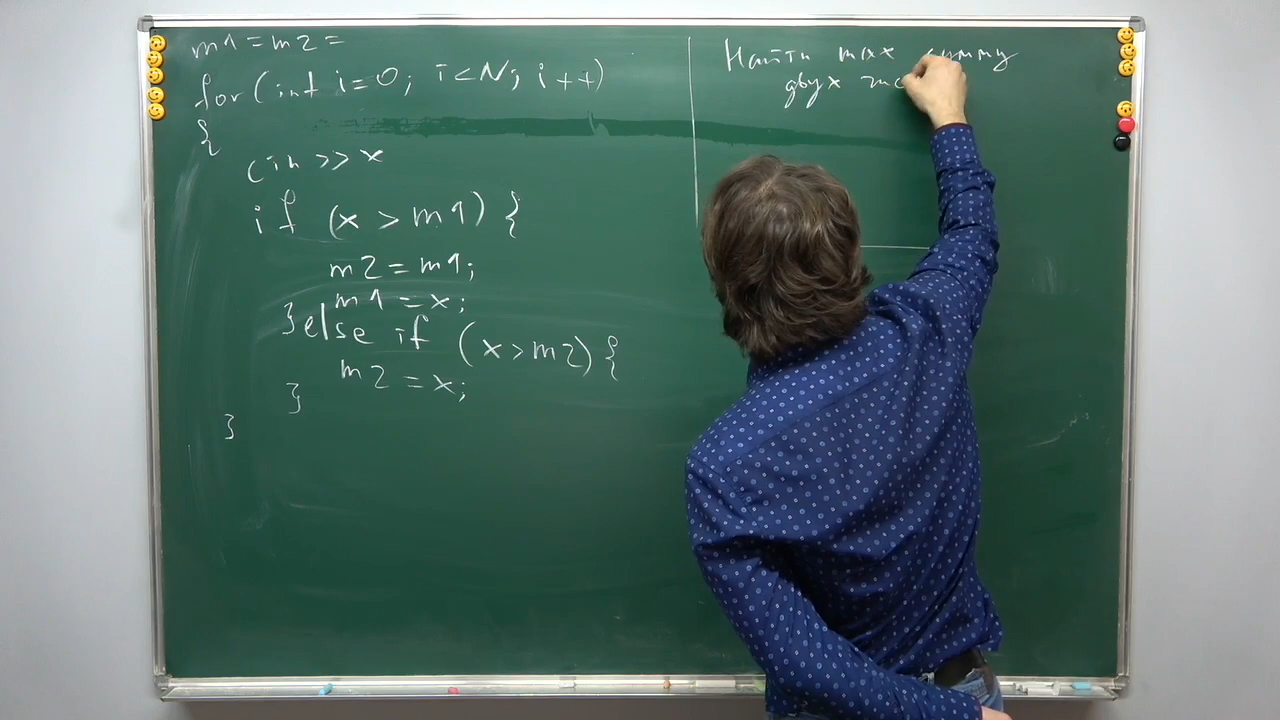 m1=m2=
for (int i=0; i<N; i++)
{
cin >> x
if (x > m1) {
m2 = m1;
m1 = x;
} else if (x > m2) {
m2 = x;
}
}
Найти max сумму
двух